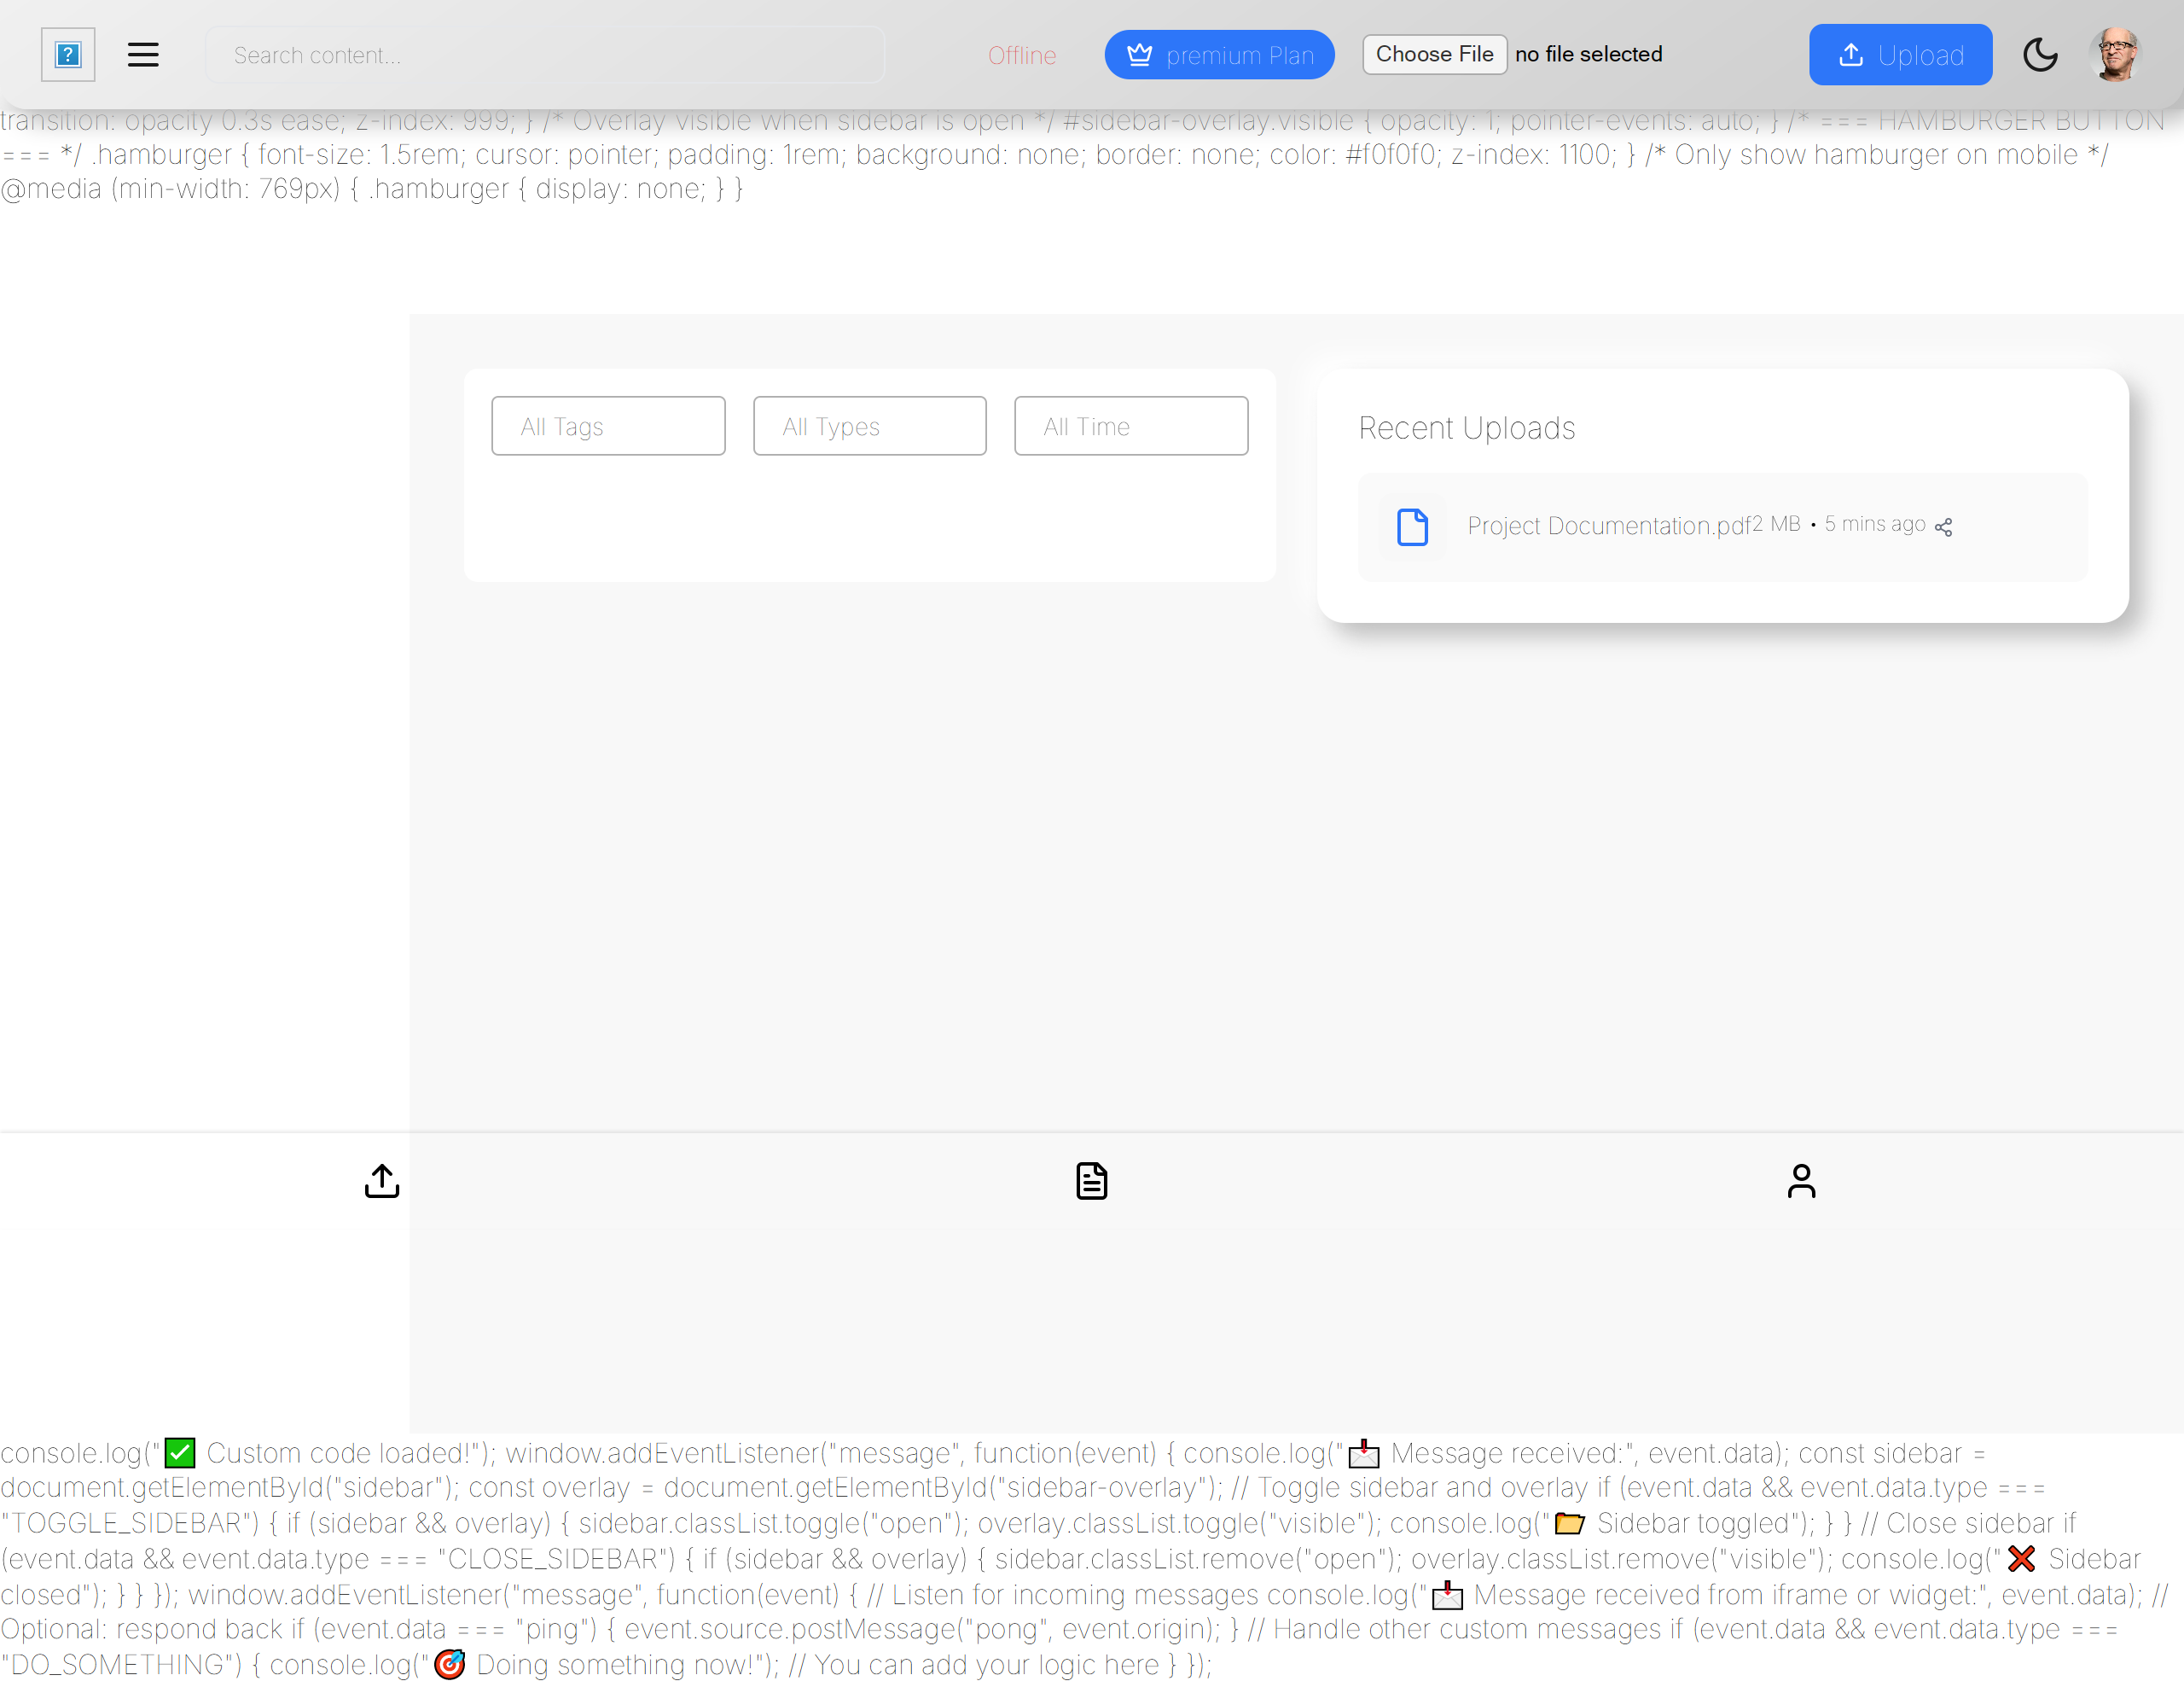 Search content...
Offline
premium Plan
Choose File no file selected
Upload
transition: opacity 0.3s ease; z-index: 999; } /* Overlay visible when sidebar is open */ #sidebar-overlay.visible { opacity: 1; pointer-events: auto; } /* === HAMBURGER BUTTON
=== */ .hamburger { font-size: 1.5rem; cursor: pointer; padding: 1rem; background: none; border: none; color: #f0f0f0; z-index: 1100; } /* Only show hamburger on mobile */
@media (min-width: 769px) { .hamburger { display: none; } }
All Tags
All Types
All Time
Recent Uploads
Project Documentation.pdf2 MB • 5 mins ago
console.log("✅ Custom code loaded!"); window.addEventListener("message", function(event) { console.log("📩 Message received:", event.data); const sidebar =
document.getElementById("sidebar"); const overlay = document.getElementById("sidebar-overlay"); // Toggle sidebar and overlay if (event.data && event.data.type ===
"TOGGLE_SIDEBAR") { if (sidebar && overlay) { sidebar.classList.toggle("open"); overlay.classList.toggle("visible"); console.log("📂 Sidebar toggled"); } } // Close sidebar if
(event.data && event.data.type === "CLOSE_SIDEBAR") { if (sidebar && overlay) { sidebar.classList.remove("open"); overlay.classList.remove("visible"); console.log("❌ Sidebar
closed"); } } }); window.addEventListener("message", function(event) { // Listen for incoming messages console.log("📩 Message received from iframe or widget:", event.data); //
Optional: respond back if (event.data === "ping") { event.source.postMessage("pong", event.origin); } // Handle other custom messages if (event.data && event.data.type ===
"DO_SOMETHING") { console.log("🎯 Doing something now!"); // You can add your logic here } });